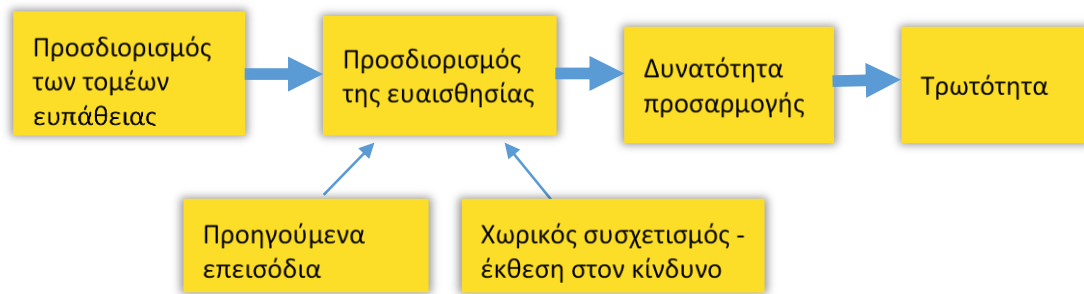 Προσδιορισμός
των τομέων
ευπάθειας
Προσδιορισμός
της ευαισθησίας
Δυνατότητα
προσαρμογής
Τρωτότητα
Προηγούμενα
επεισόδια
Χωρικός συσχετισμός -
έκθεση στον κίνδυνο